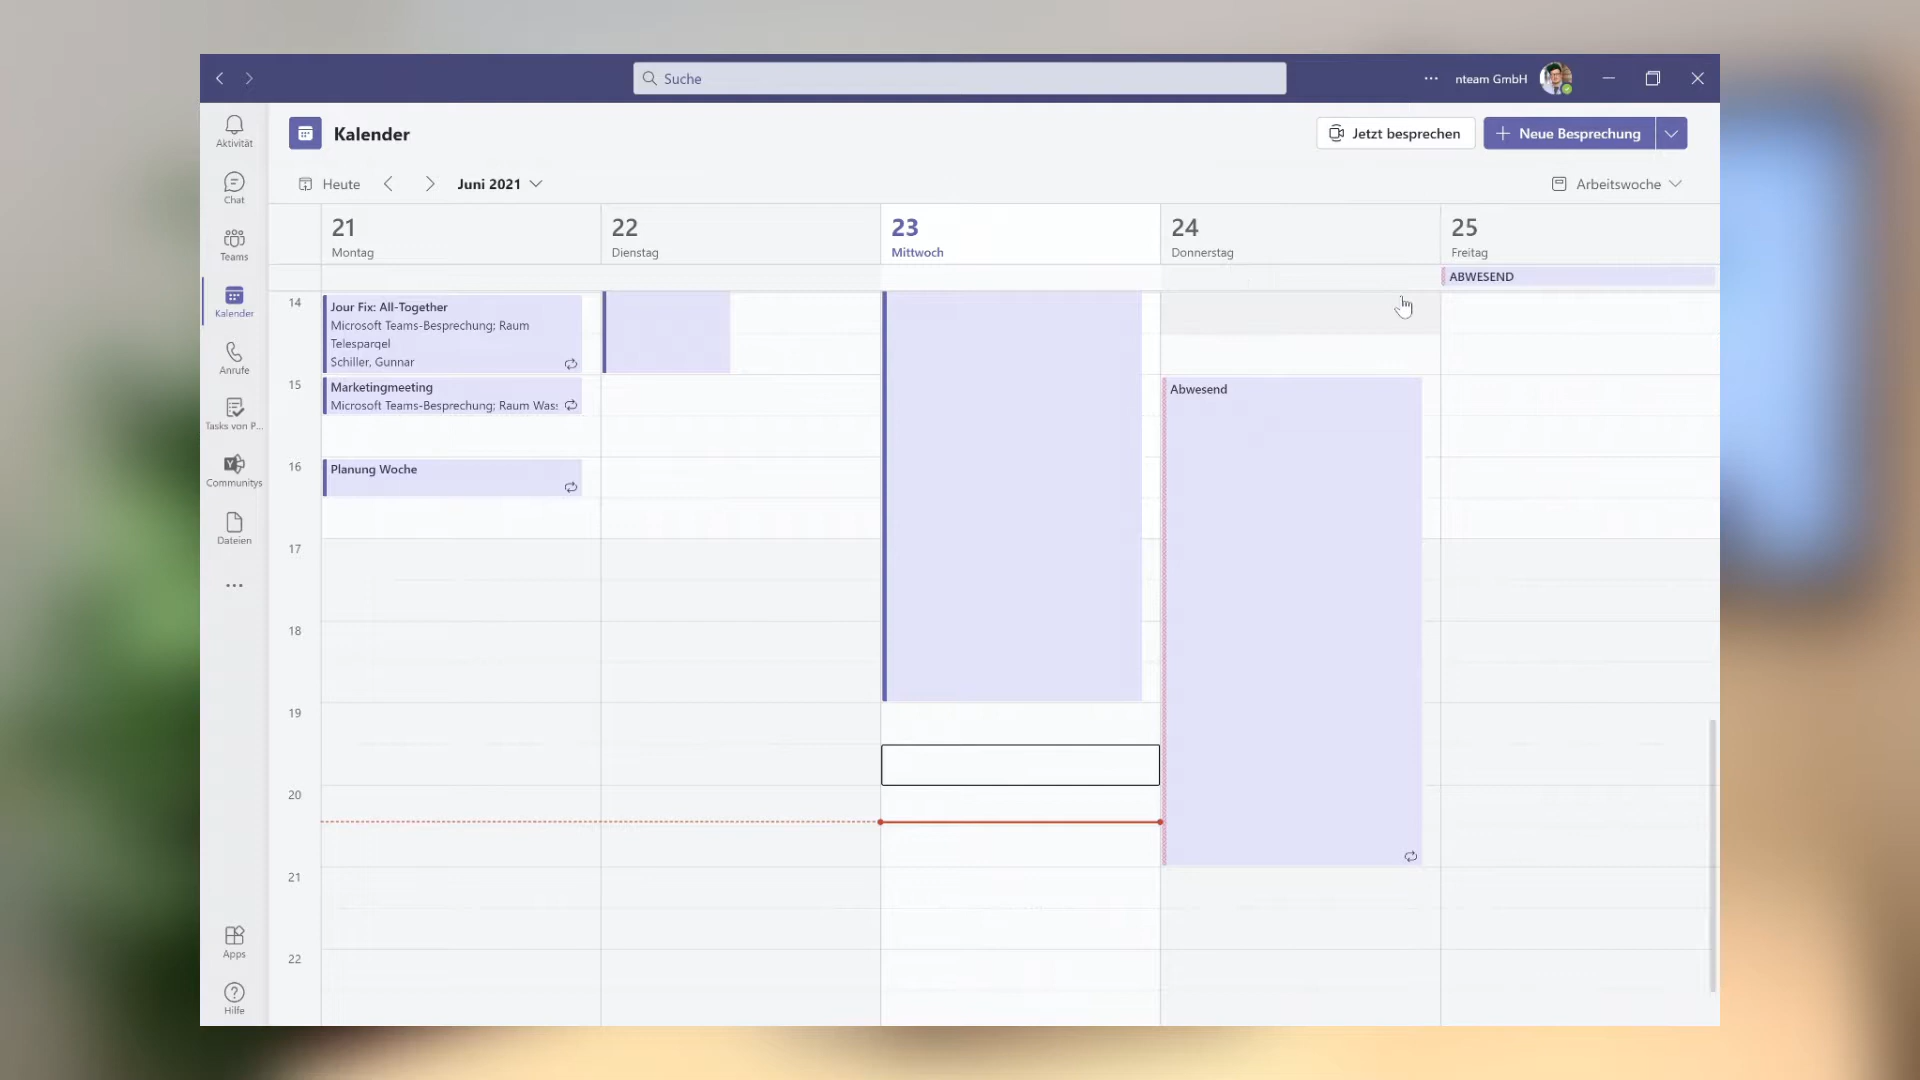 Suche
nteam GmbH
Aktivität
Chat
Teams
Kalender
Anrufe
Tasks von P...
Communitys
Dateien
Apps
Hilfe
Kalender
Jetzt besprechen
Neue Besprechung
Heute
Juni 2021
Arbeitswoche
21
Montag
22
Dienstag
23
Mittwoch
24
Donnerstag
25
Freitag
ABWESEND
14
Jour Fix: All-Together
Microsoft Teams-Besprechung; Raum
Telespargel
Schiller, Gunnar
15
Marketingmeeting
Microsoft Teams-Besprechung; Raum Was:
Abwesend
16
Planung Woche
17
18
19
20
21
22